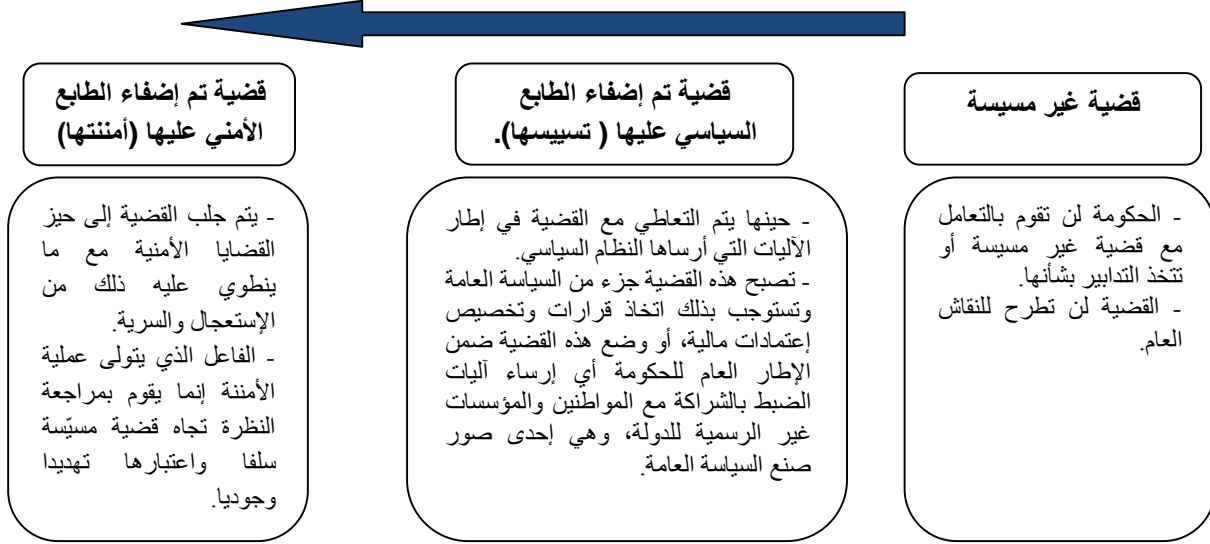 قضية غير مسيسة
- الحكومة لن تقوم بالتعامل
مع قضية غير مسيسة أو
تتخذ التدابير بشأنها.
- القضية لن تطرح للنقاش
العام.
قضية تم إضفاء الطابع
السياسي عليها ( تسييسها).
- حينها يتم التعاطي مع القضية في إطار
الآليات التي أرساها النظام السياسي.
- تصبح هذه القضية جزء من السياسة العامة
وتستوجب بذلك اتخاذ قرارات وتخصيص
إعتمادات مالية، أو وضع هذه القضية ضمن
الإطار العام للحكومة أي إرساء آليات
الضبط بالشراكة مع المواطنين والمؤسسات
غير الرسمية للدولة، وهي إحدى صور
صنع السياسة العامة.
قضية تم إضفاء الطابع
الأمني عليها (أمننتها)
- يتم جلب القضية إلى حيز
القضايا الأمنية مع ما
ينطوي عليه ذلك من
الإستعجال والسرية.
- الفاعل الذي يتولى عملية
الأمننة إنما يقوم بمراجعة
النظرة تجاه قضية مسيّسة
سلفا واعتبارها تهديدا
وجوديا.